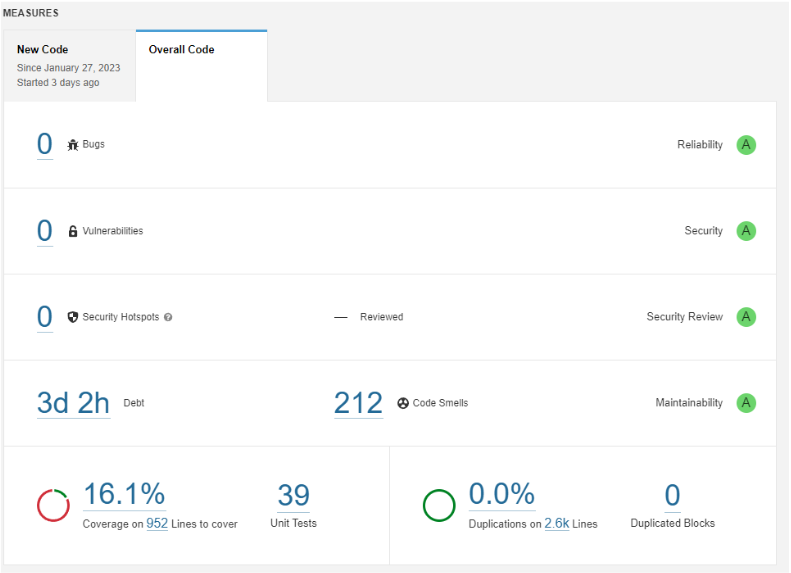 MEASURES
New Code
Since January 27, 2023
Started 3 days ago
Overall Code
0 Bugs Reliability A
0 Vulnerabilities Security A
0 Security Hotspots ? — Reviewed Security Review A
3d 2h Debt 212 Code Smells Maintainability A
16.1%
Coverage on 952 Lines to cover
39
Unit Tests
0.0%
Duplications on 2.6k Lines
0
Duplicated Blocks